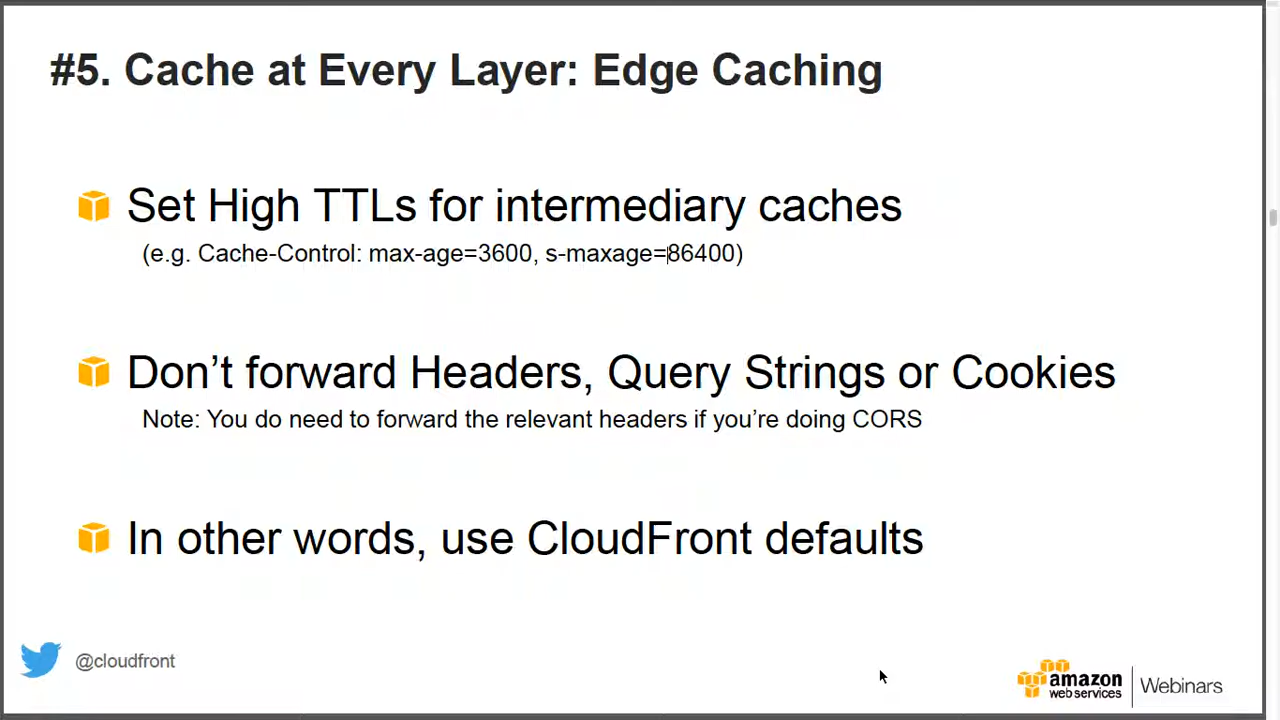 #5. Cache at Every Layer: Edge Caching
Set High TTLs for intermediary caches
(e.g. Cache-Control: max-age=3600, s-maxage=86400)
Don’t forward Headers, Query Strings or Cookies
Note: You do need to forward the relevant headers if you’re doing CORS
In other words, use CloudFront defaults
@cloudfront
amazon
web services
Webinars